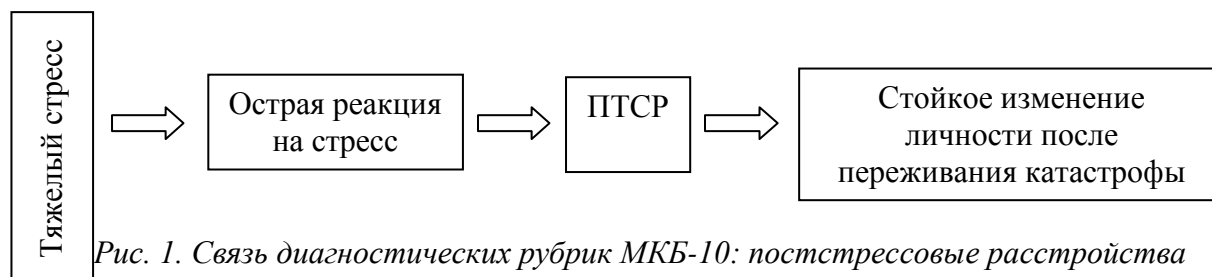 Тяжелый стресс
Острая реакция
на стресс
ПТСР
Стойкое изменение
личности после
переживания катастрофы
Рис. 1. Связь диагностических рубрик МКБ-10: постстрессовые расстройства